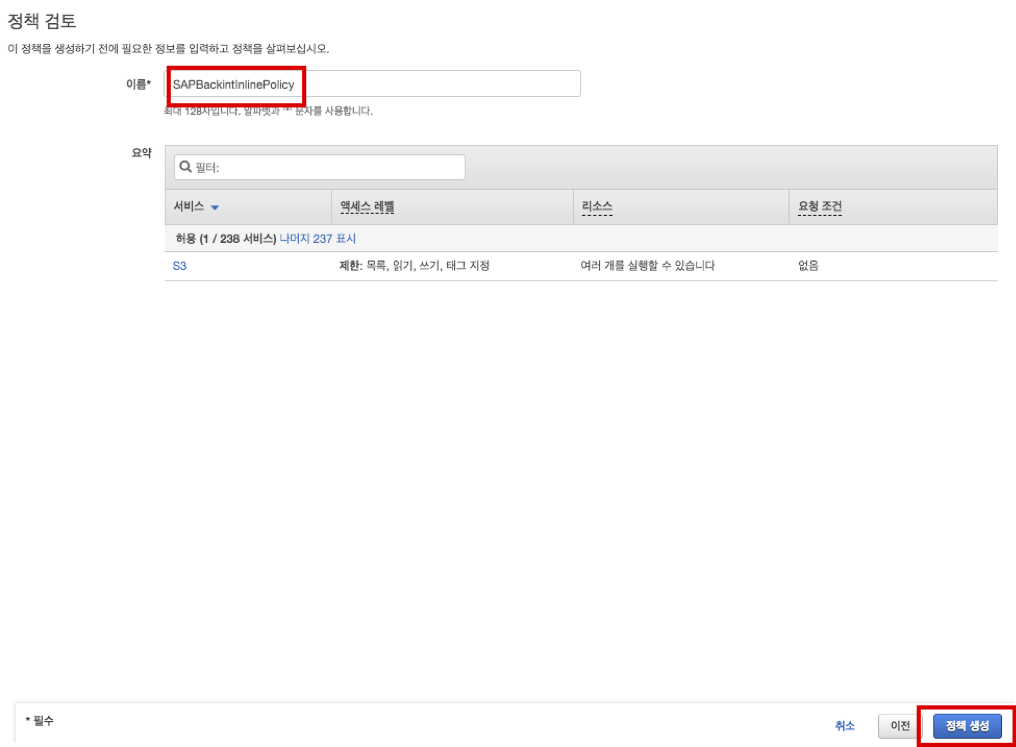 정책 검토
이 정책을 생성하기 전에 필요한 정보를 입력하고 정책을 살펴보십시오.
이름* SAPBackintInlinePolicy
최대 128자입니다. 알파벳과 문자를 사용합니다.
요약 필터:
서비스 액세스 레벨 리소스 요청 조건
허용 (1 / 238 서비스) 나머지 237 표시
S3 제한: 목록, 읽기, 쓰기, 태그 지정 여러 개를 실행할 수 있습니다 없음
* 필수 취소 이전 정책 생성